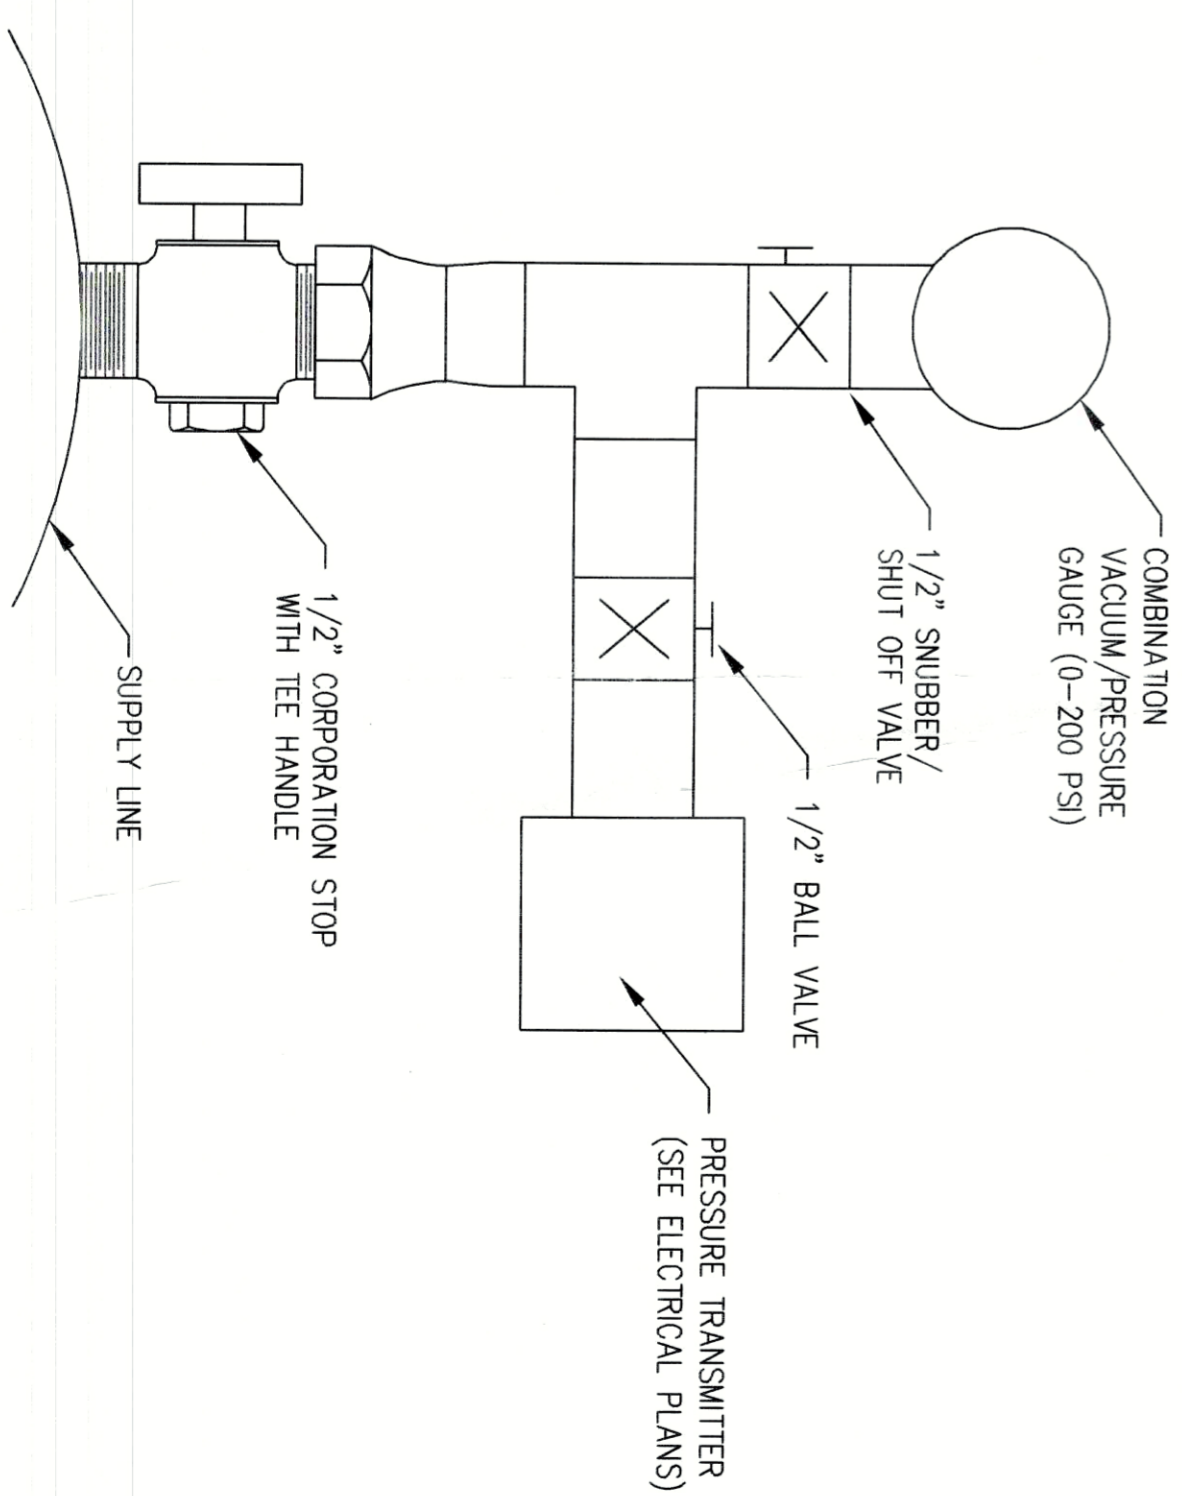 COMBINATION
VACUUM/PRESSURE
GAUGE (0-200 PSI)
1/2" SNUBBER/
SHUT OFF VALVE
1/2" BALL VALVE
PRESSURE TRANSMITTER
(SEE ELECTRICAL PLANS)
1/2" CORPORATION STOP
WITH TEE HANDLE
SUPPLY LINE